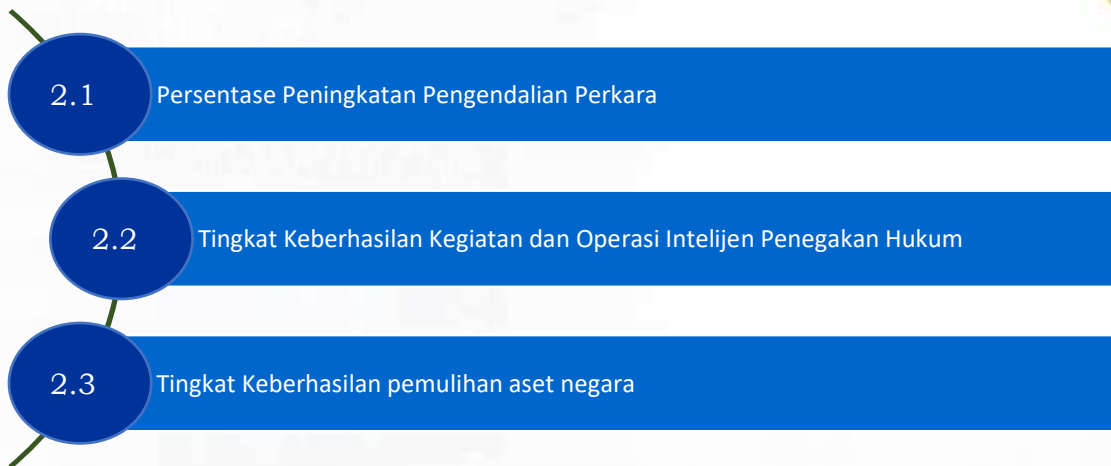 2.1 Persentase Peningkatan Pengendalian Perkara
2.2 Tingkat Keberhasilan Kegiatan dan Operasi Intelijen Penegakan Hukum
2.3 Tingkat Keberhasilan pemulihan aset negara